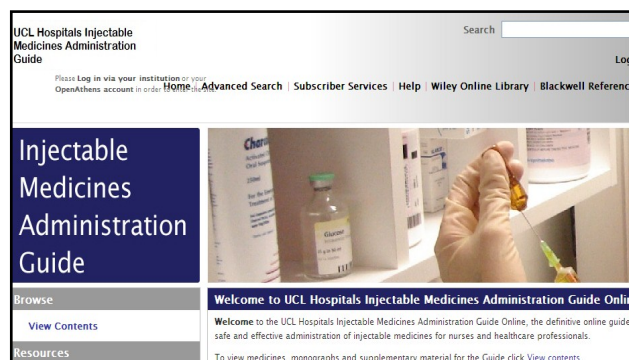 UCL Hospitals Injectable
Medicines Administration
Guide
Search
Please Log in via your institution or your
OpenAthens account in order to enter the site.
Home | Advanced Search | Subscriber Services | Help | Wiley Online Library | Blackwell Referenc
Injectable
Medicines
Administration
Guide
Glucose
Browse
View Contents
Resources
Welcome to UCL Hospitals Injectable Medicines Administration Guide Onli
Welcome to the UCL Hospitals Injectable Medicines Administration Guide Online, the definitive online guide
safe and effective administration of injectable medicines for nurses and healthcare professionals.
To view medicines, monographs and supplementary material for the Guide click View contents